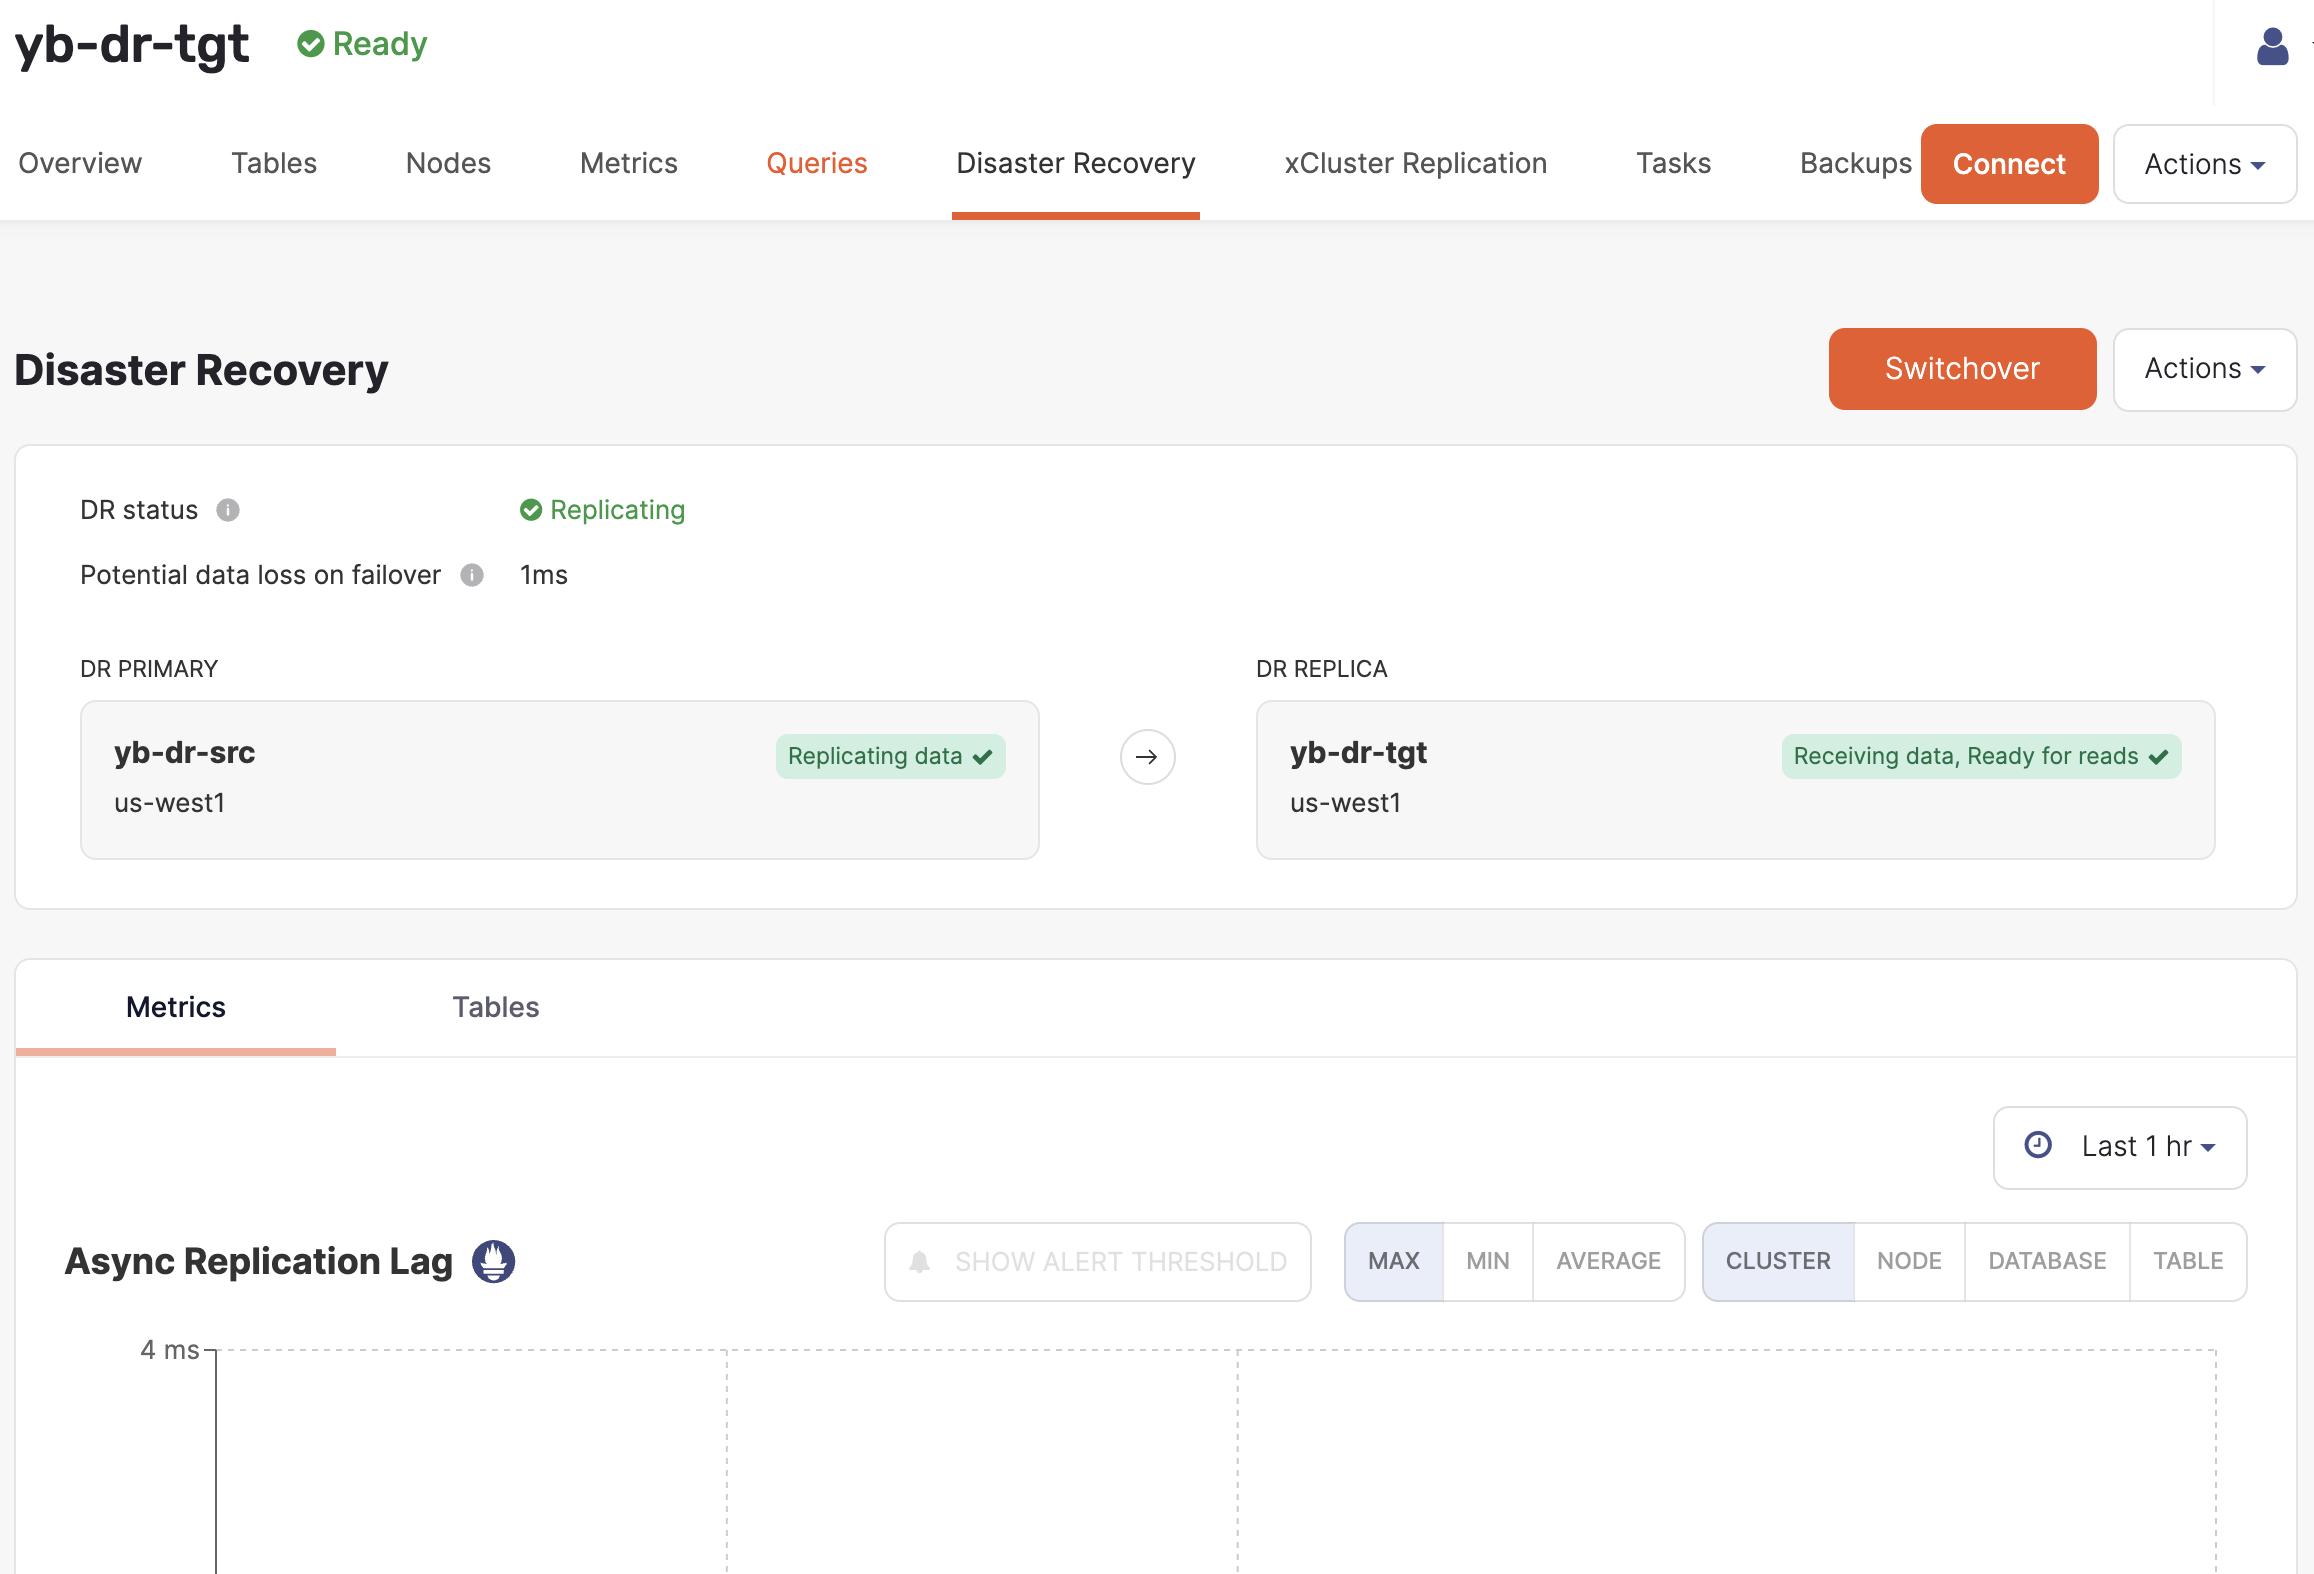 yb-dr-tgt Ready
Overview Tables Nodes Metrics Queries Disaster Recovery xCluster Replication Tasks Backups Connect Actions
Disaster Recovery Switchover Actions
DR status Replicating
Potential data loss on failover 1ms
DR PRIMARY DR REPLICA
yb-dr-src Replicating data yb-dr-tgt Receiving data, Ready for reads
us-west1 us-west1
Metrics Tables
Last 1 hr
Async Replication Lag SHOW ALERT THRESHOLD MAX MIN AVERAGE CLUSTER NODE DATABASE TABLE
4 ms